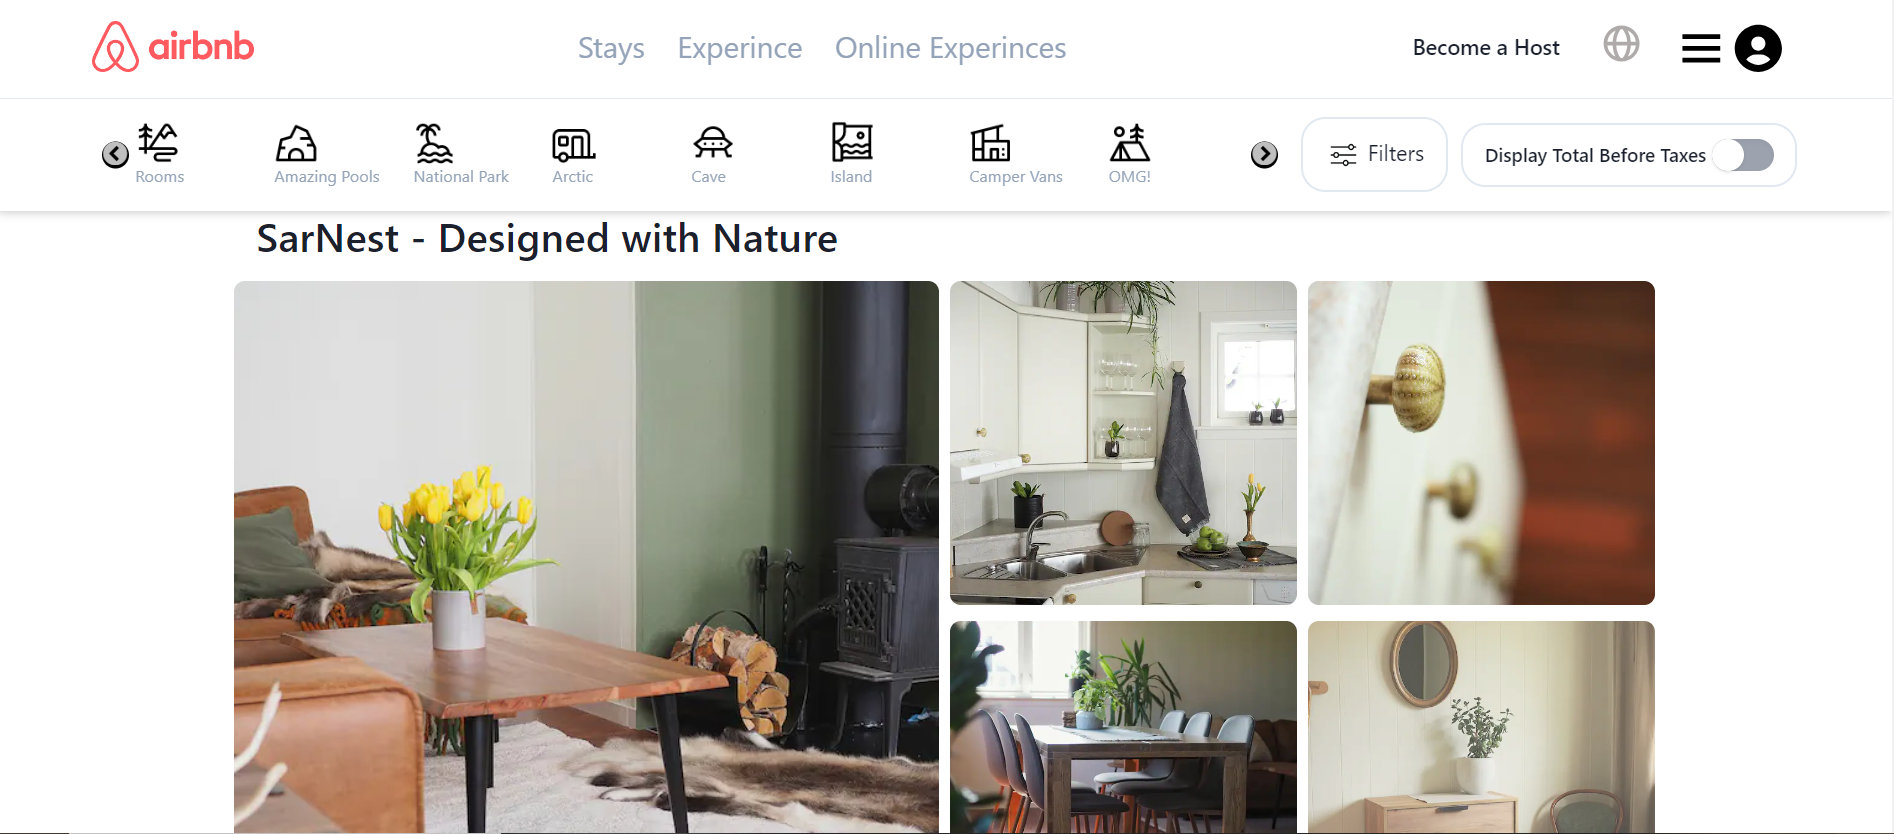 airbnb
Stays Experince Online Experinces
Become a Host
Rooms Amazing Pools National Park Arctic Cave Island Camper Vans OMG!
Filters
Display Total Before Taxes
SarNest - Designed with Nature